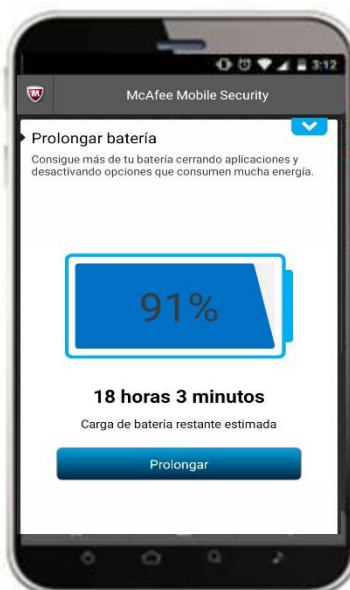 3:12
McAfee Mobile Security
Prolongar batería
Consigue más de tu batería cerrando aplicaciones y
desactivando opciones que consumen mucha energía.
91%
18 horas 3 minutos
Carga de batería restante estimada
Prolongar